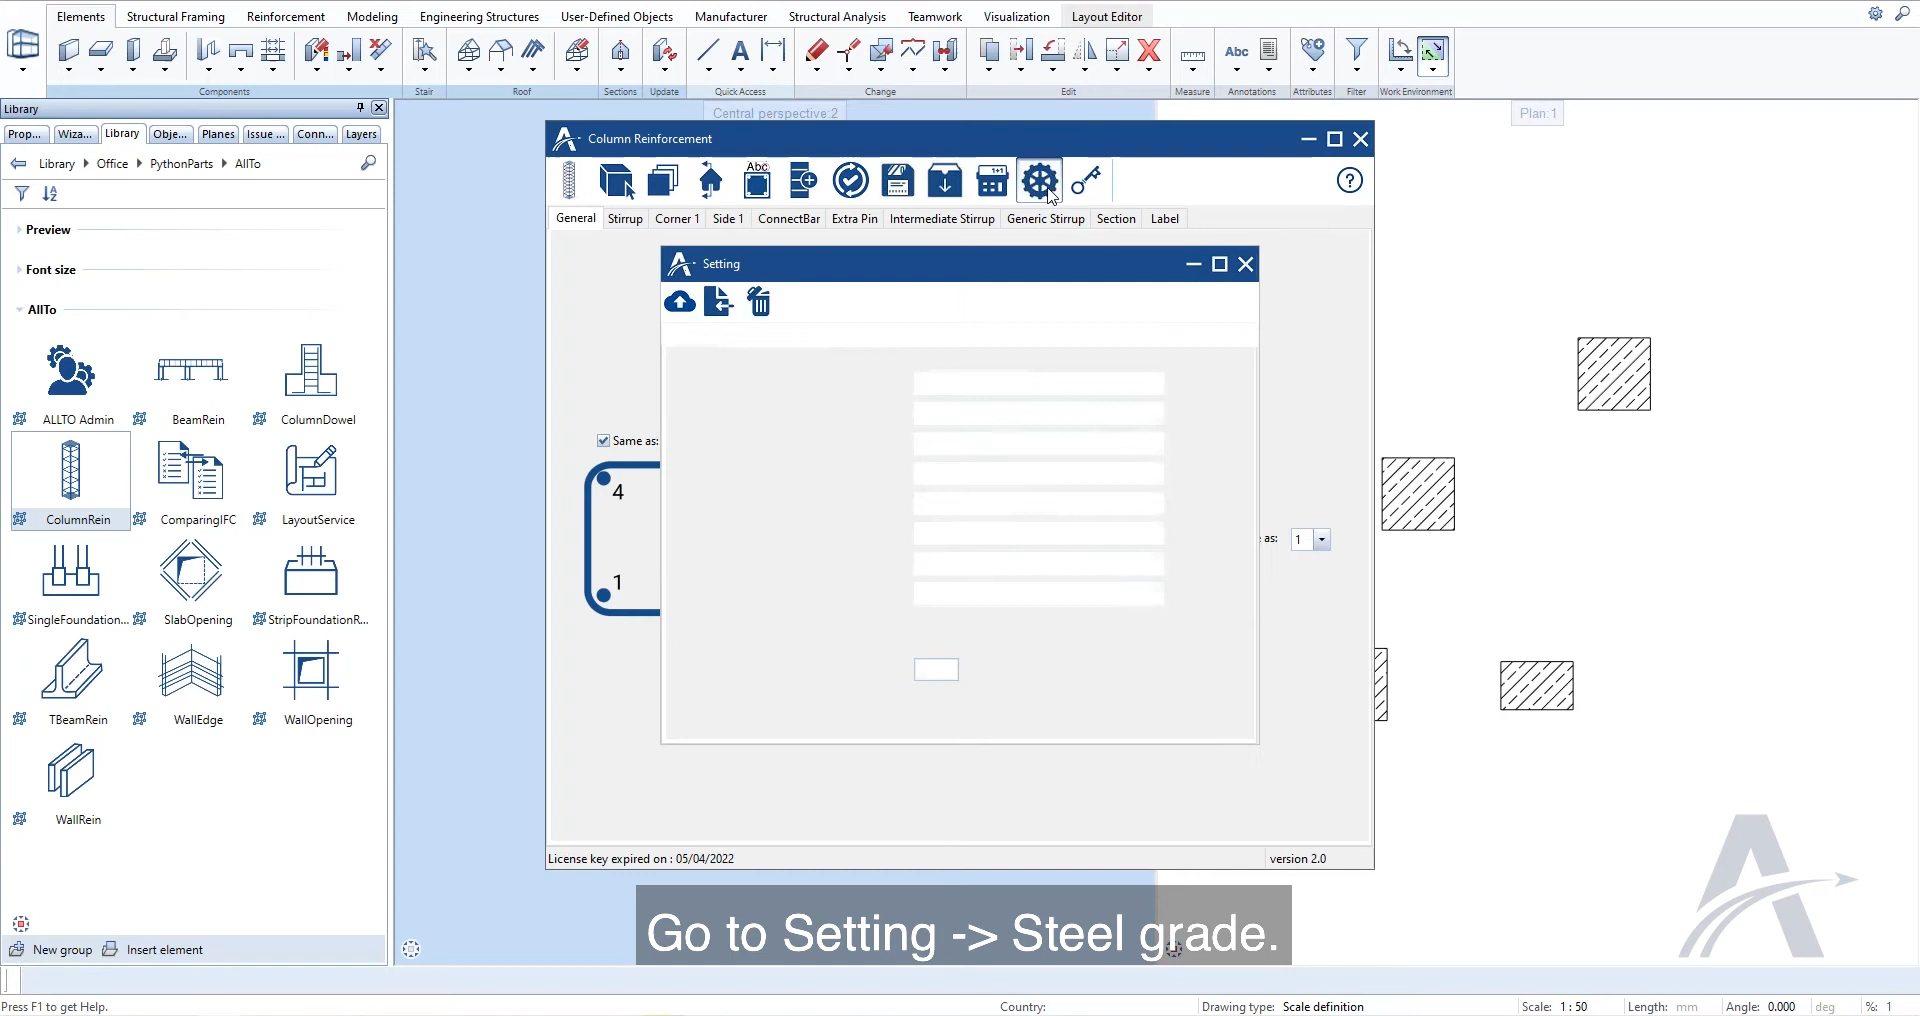 Elements Structural Framing Reinforcement Modeling Engineering Structures User-Defined Objects Manufacturer Structural Analysis Teamwork Visualization Layout Editor
Abc
Components Stair Roof Sections Update Quick Access Change Edit Measure Annotations Attributes Filter Work Environment
Library
Prop... Wiza... Library Obje... Planes Issue ... Conn... Layers
Library Office PythonParts AllTo
Preview
Font size
AllTo
ALLTO Admin BeamRein ColumnDowel
ColumnRein ComparingIFC LayoutService
SingleFoundation... SlabOpening StripFoundationR...
TBeamRein WallEdge WallOpening
WallRein
New group Insert element
Central perspective:2
Plan:1
Column Reinforcement
Abc
1+1
General Stirrup Corner 1 Side 1 ConnectBar Extra Pin Intermediate Stirrup Generic Stirrup Section Label
Setting
Same as:
4
1
as: 1
License key expired on : 05/04/2022 version 2.0
Go to Setting -> Steel grade.
Press F1 to get Help. Country: Drawing type: Scale definition Scale: 1 : 50 Length: mm Angle: 0.000 deg %: 1